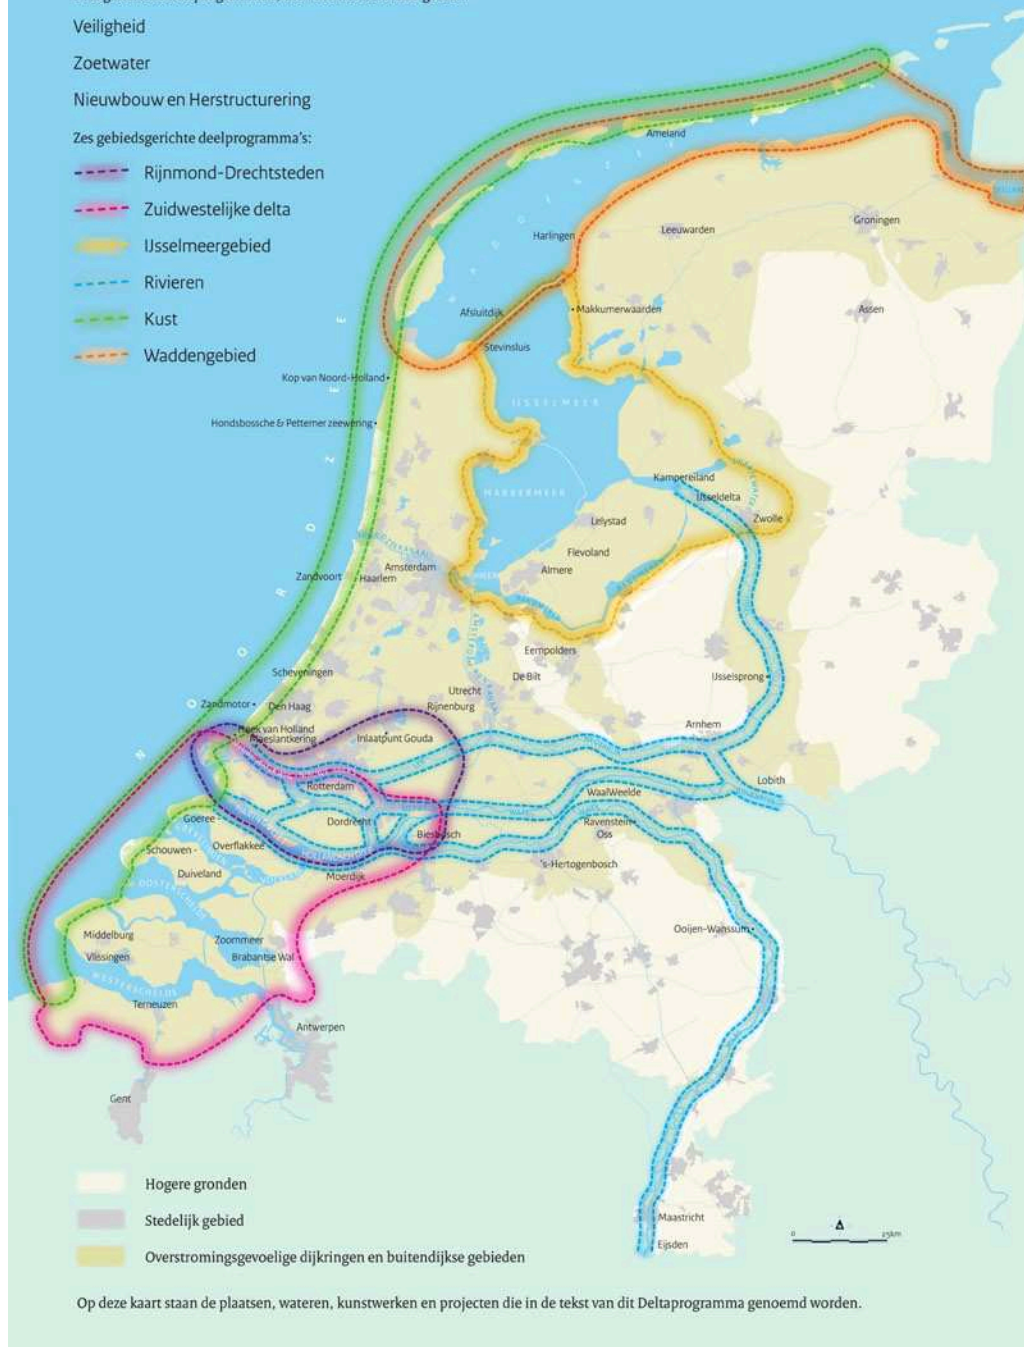 Veiligheid
Zoetwater
Nieuwbouw en Herstructurering
Zes gebiedsgerichte deelprogramma's:
Rijnmond-Drechtsteden
Zuidwestelijke delta
IJsselmeergebied
Rivieren
Kust
Waddengebied
Ameland
Groningen
Leeuwarden
Harlingen
Afsluitdijk
Makkumerwaarden
Assen
Stevinsluis
Kop van Noord-Holland
IJSSELMEER
Hondsbossche & Pettemer zeewering
NOORDZEE
Kampereiland
IJsseldelta
MARKERMEER
Zwolle
Lelystad
Flevoland
Almere
Amsterdam
Zandvoort
Haarlem
Eempolders
De Bilt
IJsselsprong
Scheveningen
Utrecht
Rijnenburg
Zandmotor
Den Haag
Hoek van Holland
Maeslantkering
Inlaatpunt Gouda
Arnhem
Lobith
Rotterdam
WaalWeelde
Goeree -
Dordrecht
Biesbosch
Ravenstein
Oss
Overflakkee
Schouwen -
Duiveland
's-Hertogenbosch
Moerdijk
OOSTERSCHELDE
Middelburg
Zoommeer
Ooijen-Wanssum
Vlissingen
Brabantse Wal
WESTERSCHELDE
Terneuzen
Antwerpen
Gent
Maastricht
Eijsden
Hogere gronden
Stedelijk gebied
Overstromingsgevoelige dijkringen en buitendijkse gebieden
0 25km
Op deze kaart staan de plaatsen, wateren, kunstwerken en projecten die in de tekst van dit Deltaprogramma genoemd worden.